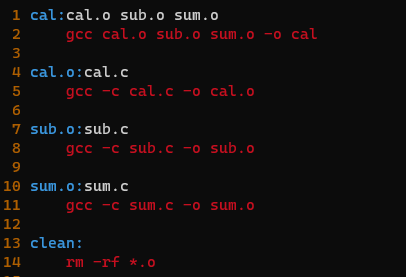 1 cal:cal.o sub.o sum.o
2     gcc cal.o sub.o sum.o -o cal
3
4 cal.o:cal.c
5     gcc -c cal.c -o cal.o
6
7 sub.o:sub.c
8     gcc -c sub.c -o sub.o
9
10 sum.o:sum.c
11     gcc -c sum.c -o sum.o
12
13 clean:
14     rm -rf *.o